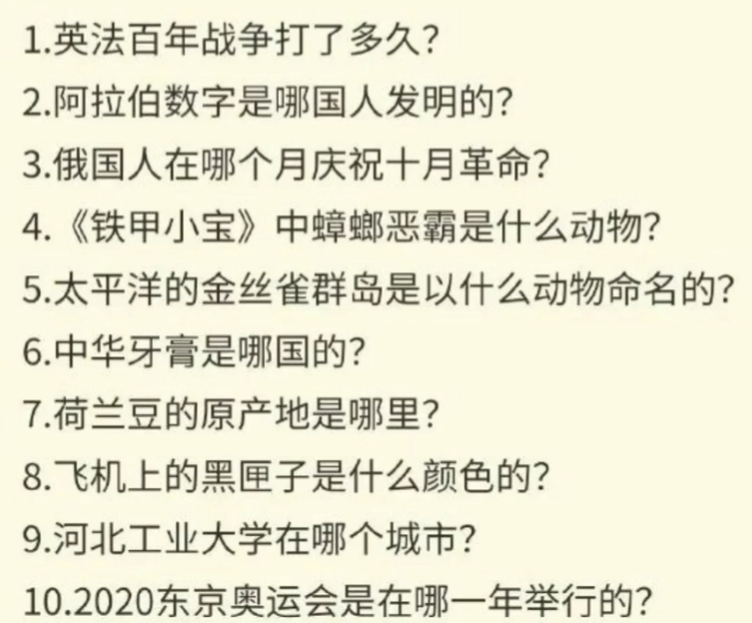 1.英法百年战争打了多久?
2.阿拉伯数字是哪国人发明的?
3.俄国人在哪个月庆祝十月革命?
4.《铁甲小宝》中蟑螂恶霸是什么动物?
5.太平洋的金丝雀群岛是以什么动物命名的?
6.中华牙膏是哪国的?
7.荷兰豆的原产地是哪里?
8.飞机上的黑匣子是什么颜色的?
9.河北工业大学在哪个城市?
10.2020东京奥运会是在哪一年举行的?